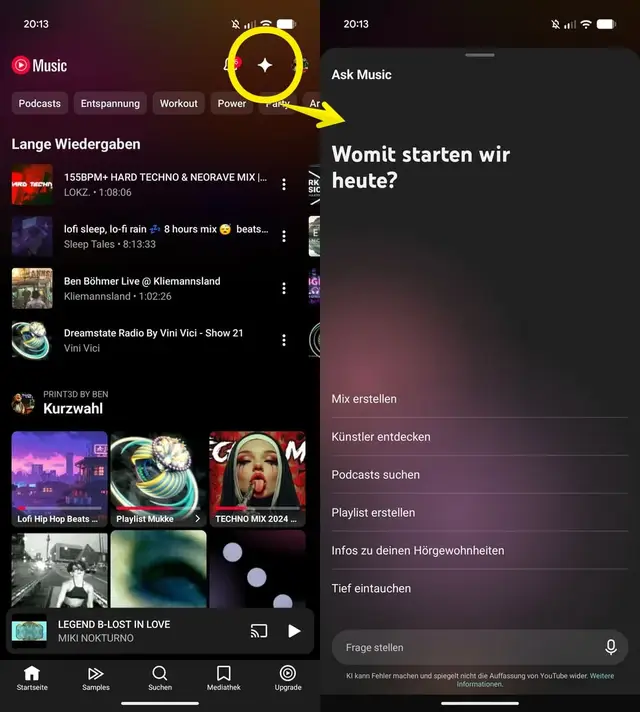 20:13
Music
Podcasts
Entspannung
Workout
Power
Party
Lange Wiedergaben
155BPM+ HARD TECHNO & NEORAVE MIX |...
LOKZ. • 1:08:06
lofi sleep, lo-fi rain 💤 8 hours mix 😴 beats...
Sleep Tales • 8:13:33
Ben Böhmer Live @ Kliemannsland
Kliemannsland • 1:02:26
Dreamstate Radio By Vini Vici - Show 21
Vini Vici
PRINT3D BY BEN
Kurzwahl
Lofi Hip Hop Beats ...
Playlist Mukke
TECHNO MIX 2024 ...
LEGEND B-LOST IN LOVE
MIKI NOKTURNO
Startseite
Samples
Suchen
Mediathek
Upgrade
20:13
Ask Music
Womit starten wir
heute?
Mix erstellen
Künstler entdecken
Podcasts suchen
Playlist erstellen
Infos zu deinen Hörgewohnheiten
Tief eintauchen
Frage stellen
KI kann Fehler machen und spiegelt nicht die Auffassung von YouTube wider. Weitere
Informationen.